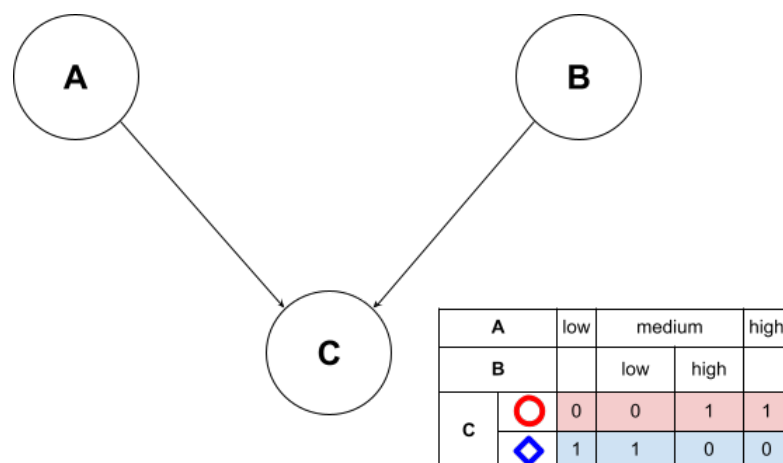 A
B
C
A low medium high
B low high
C
0 0 1 1
1 1 0 0